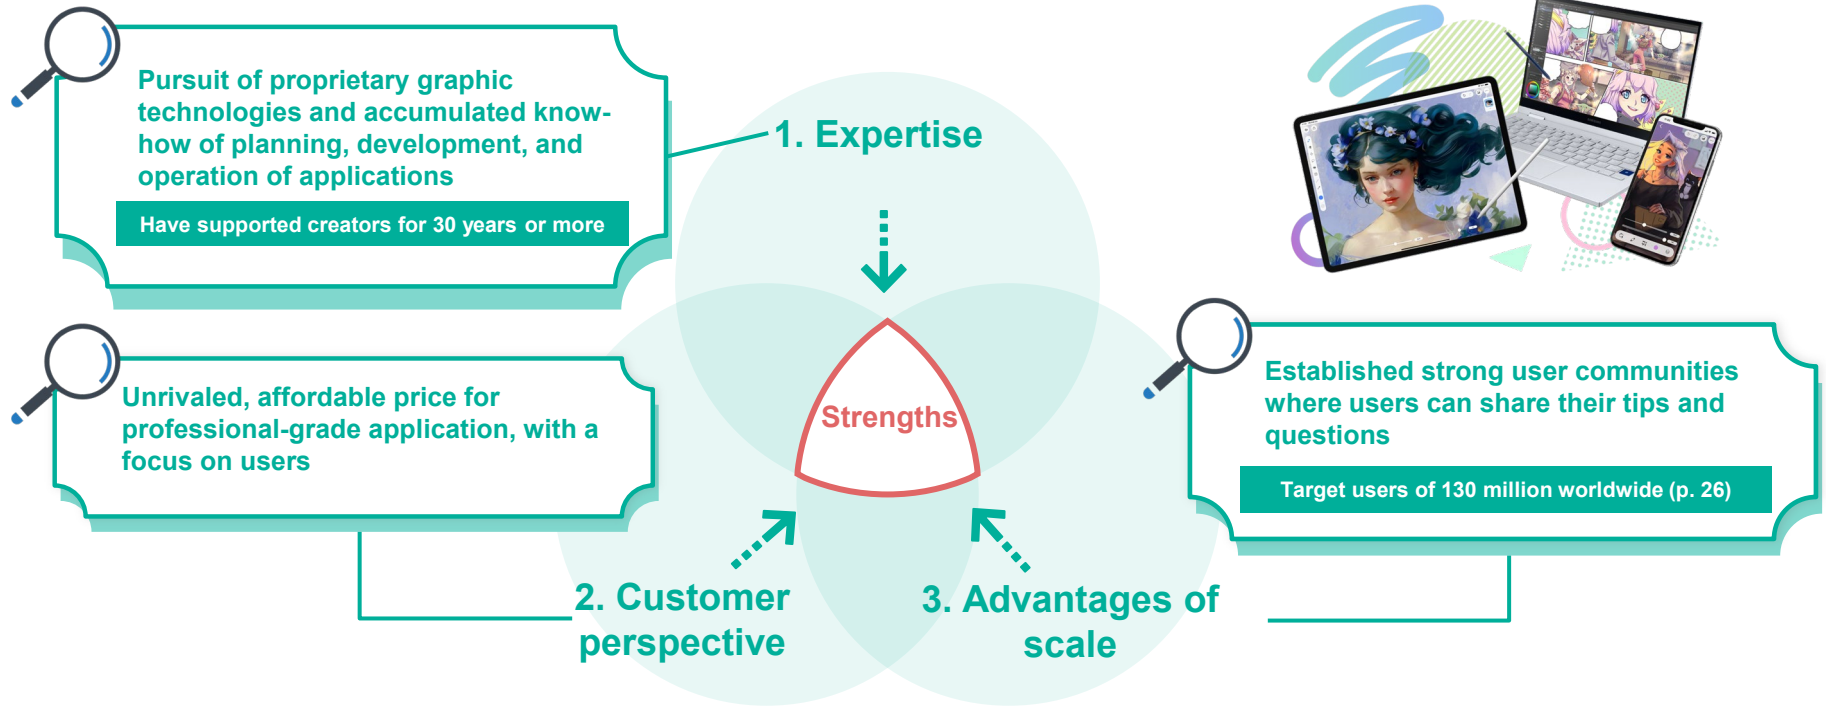 Pursuit of proprietary graphic
technologies and accumulated know-
how of planning, development, and
operation of applications
Have supported creators for 30 years or more
1. Expertise
Unrivaled, affordable price for
professional-grade application, with a
focus on users
Strengths
Established strong user communities
where users can share their tips and
questions
Target users of 130 million worldwide (p. 26)
2. Customer
perspective
3. Advantages of
scale